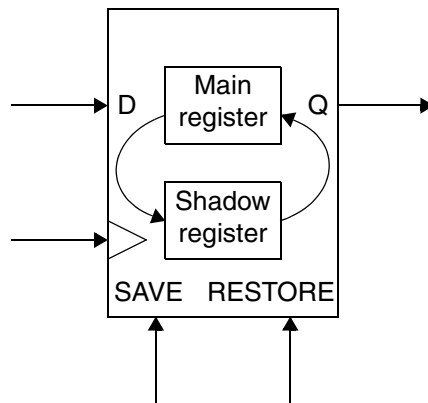 Main
register
D
Q
Shadow
register
SAVE RESTORE